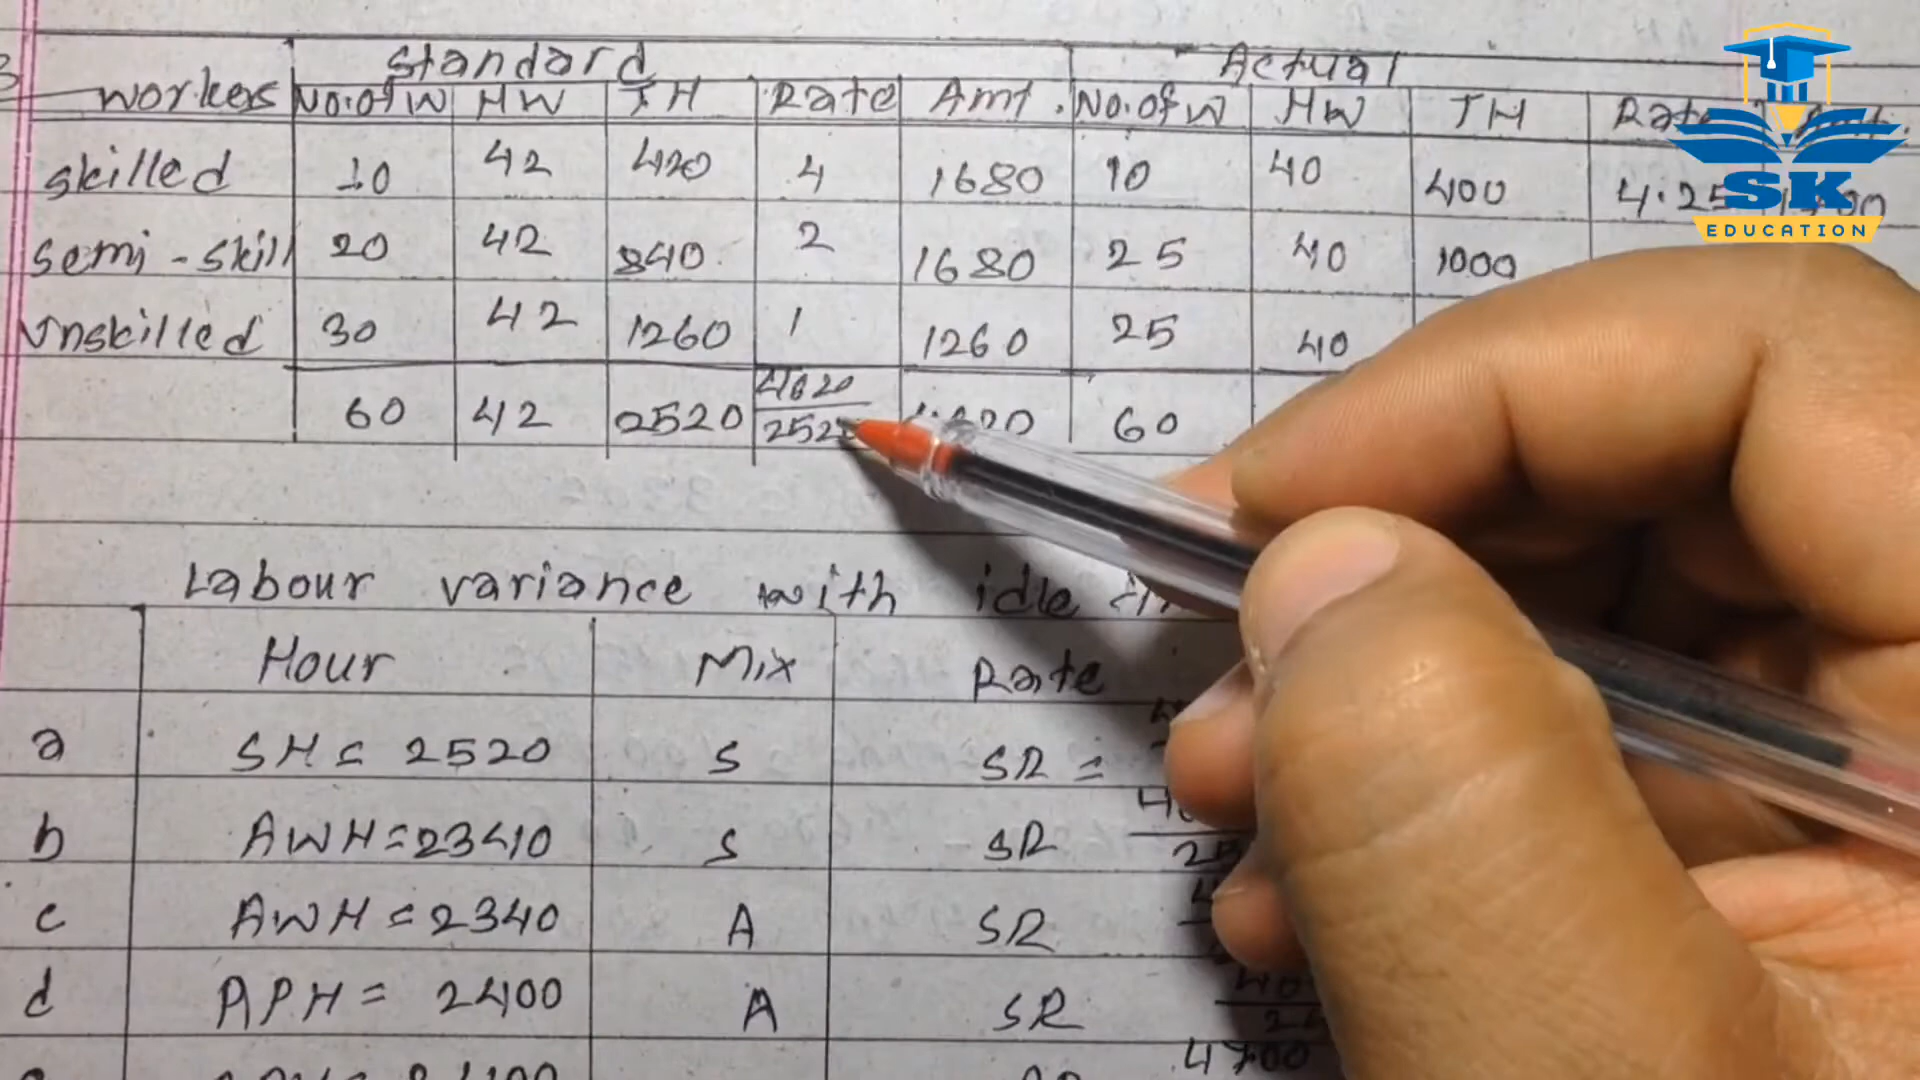 Standard Actual
Workers No. of W HW TH Rate Amt. No. of W HW TH Rate Amt.
Skilled 10 42 420 4 1680 10 40 400 4.25
Semi-skill 20 42 840 2 1680 25 40 1000
Unskilled 30 42 1260 1 1260 25 40
60 42 2520 4620/2520 60
Labour variance with idle
Hour Mix Rate
a SH = 2520 S SR =
b AWH = 2340 S SR
c AWH = 2340 A SR
d APH = 2400 A SR
4700
SK
EDUCATION